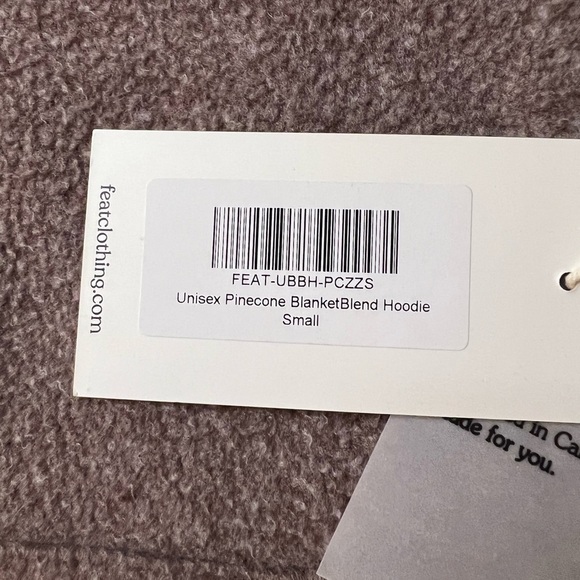 featclothing.com
FEAT-UBBH-PCZZS
Unisex Pinecone BlanketBlend Hoodie
Small
in
for you.